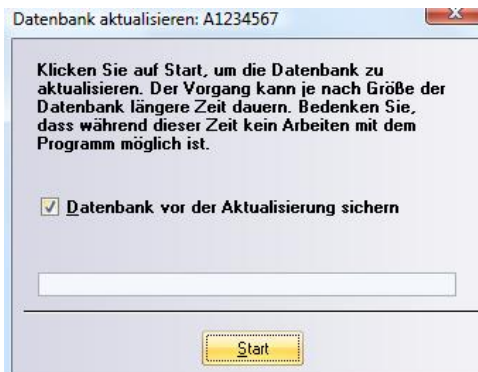 Datenbank aktualisieren: A1234567
Klicken Sie auf Start, um die Datenbank zu
aktualisieren. Der Vorgang kann je nach Größe der
Datenbank längere Zeit dauern. Bedenken Sie,
dass während dieser Zeit kein Arbeiten mit dem
Programm möglich ist.
Datenbank vor der Aktualisierung sichern
Start